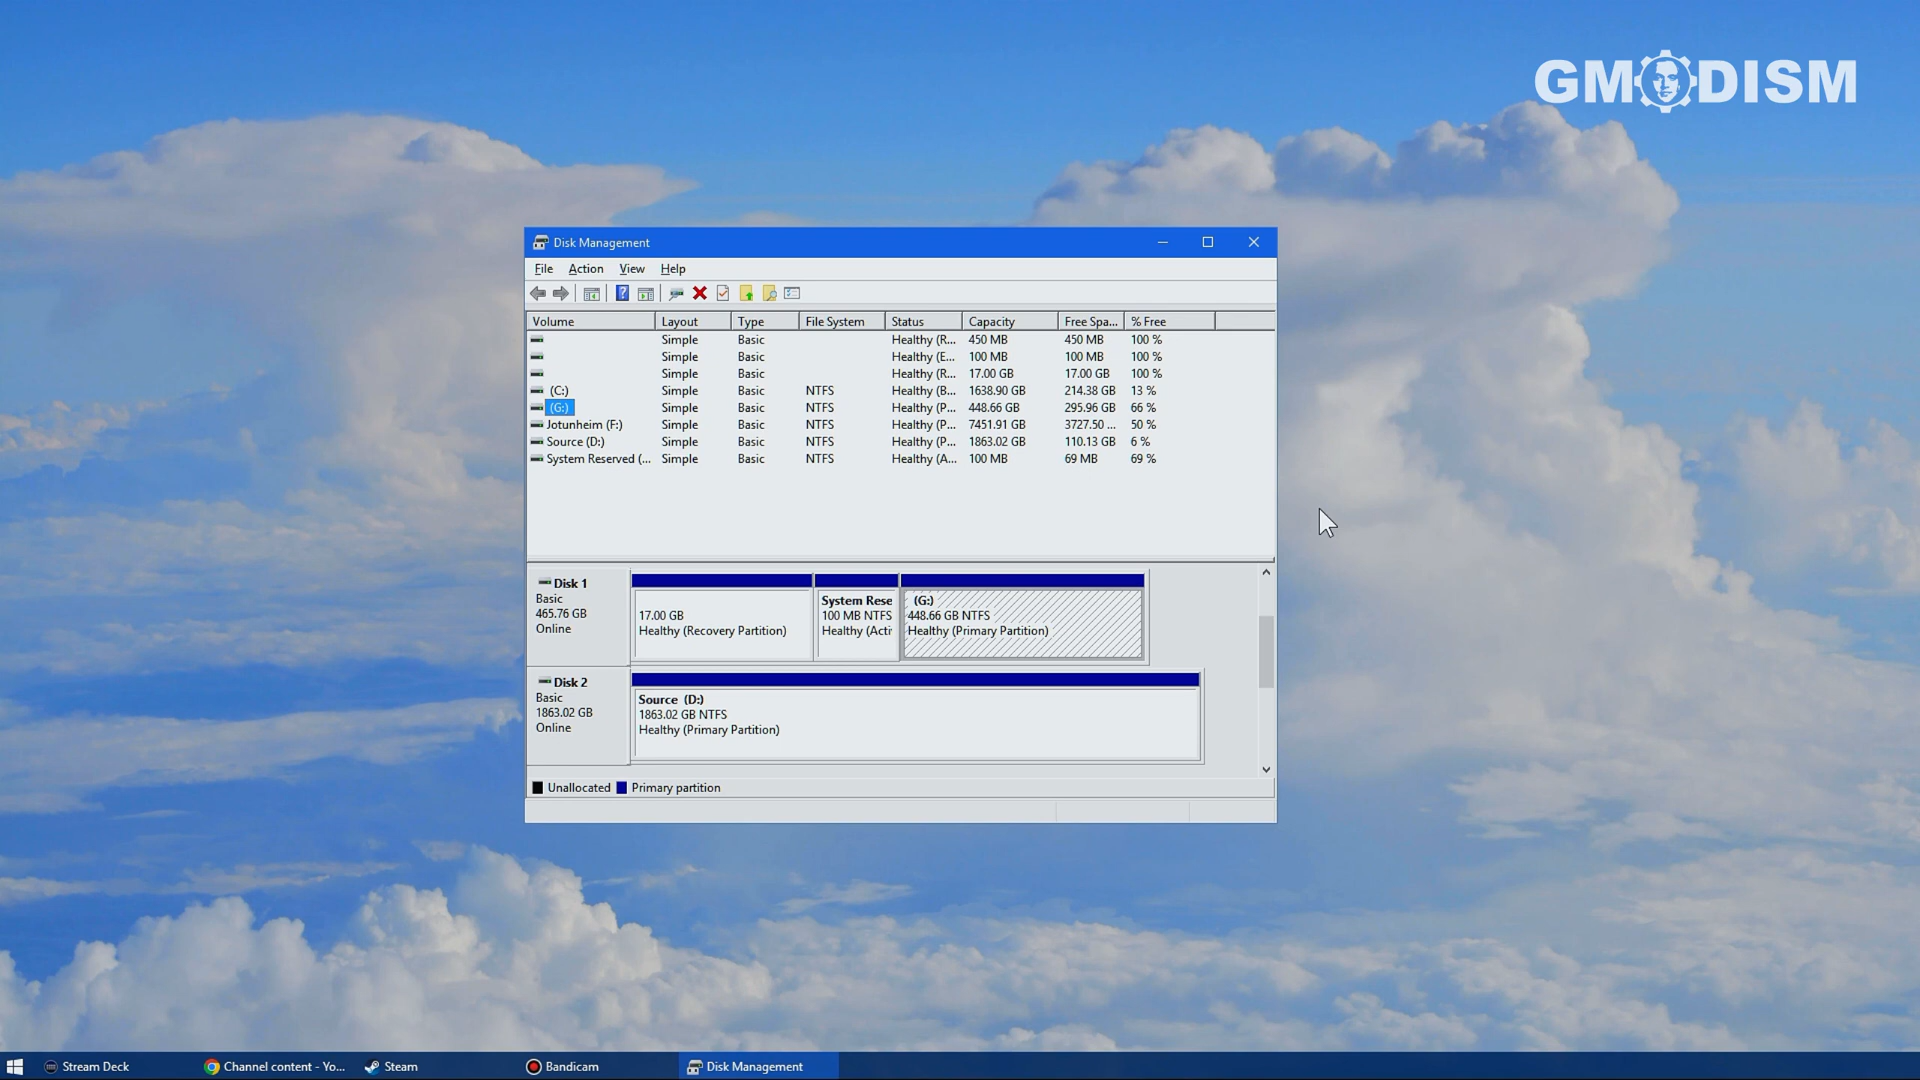 GMODISM
Disk Management
File Action View Help
Volume Layout Type File System Status Capacity Free Spa... % Free
Simple Basic Healthy (R... 450 MB 450 MB 100 %
Simple Basic Healthy (E... 100 MB 100 MB 100 %
Simple Basic Healthy (R... 17.00 GB 17.00 GB 100 %
(C:) Simple Basic NTFS Healthy (B... 1638.90 GB 214.38 GB 13 %
(G:) Simple Basic NTFS Healthy (P... 448.66 GB 295.96 GB 66 %
Jotunheim (F:) Simple Basic NTFS Healthy (P... 7451.91 GB 3727.50 ... 50 %
Source (D:) Simple Basic NTFS Healthy (P... 1863.02 GB 110.13 GB 6 %
System Reserved (... Simple Basic NTFS Healthy (A... 100 MB 69 MB 69 %
Disk 1
Basic
465.76 GB
Online
17.00 GB
Healthy (Recovery Partition)
System Rese
100 MB NTFS
Healthy (Acti
(G:)
448.66 GB NTFS
Healthy (Primary Partition)
Disk 2
Basic
1863.02 GB
Online
Source (D:)
1863.02 GB NTFS
Healthy (Primary Partition)
Unallocated Primary partition
Stream Deck Channel content - Yo... Steam Bandicam Disk Management